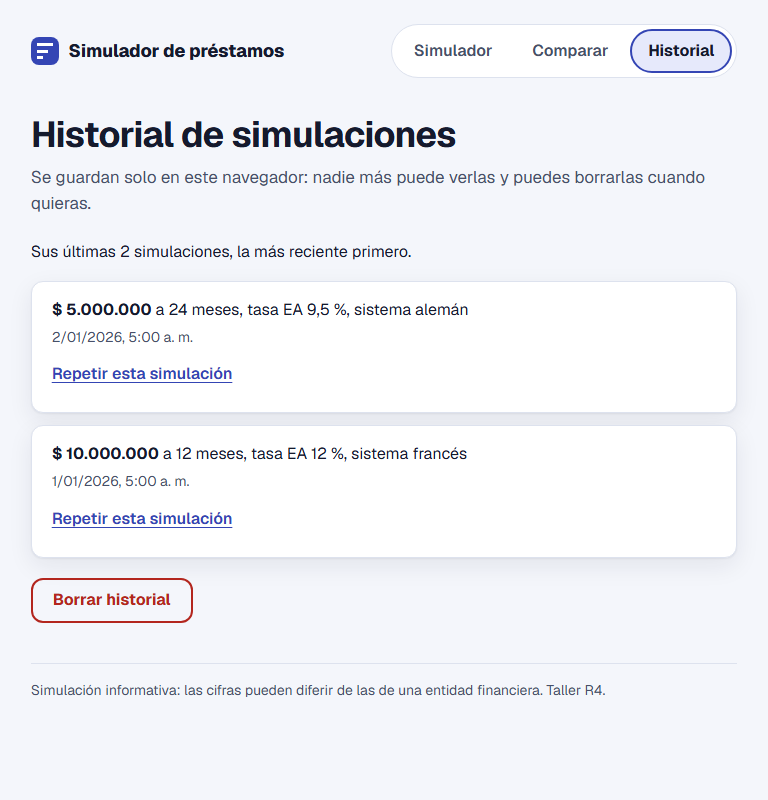 Simulador de préstamos
Simulador
Comparar
Historial
Historial de simulaciones
Se guardan solo en este navegador: nadie más puede verlas y puedes borrarlas cuando
quieras.
Sus últimas 2 simulaciones, la más reciente primero.
$ 5.000.000 a 24 meses, tasa EA 9,5 %, sistema alemán
2/01/2026, 5:00 a. m.
Repetir esta simulación
$ 10.000.000 a 12 meses, tasa EA 12 %, sistema francés
1/01/2026, 5:00 a. m.
Repetir esta simulación
Borrar historial
Simulación informativa: las cifras pueden diferir de las de una entidad financiera. Taller R4.